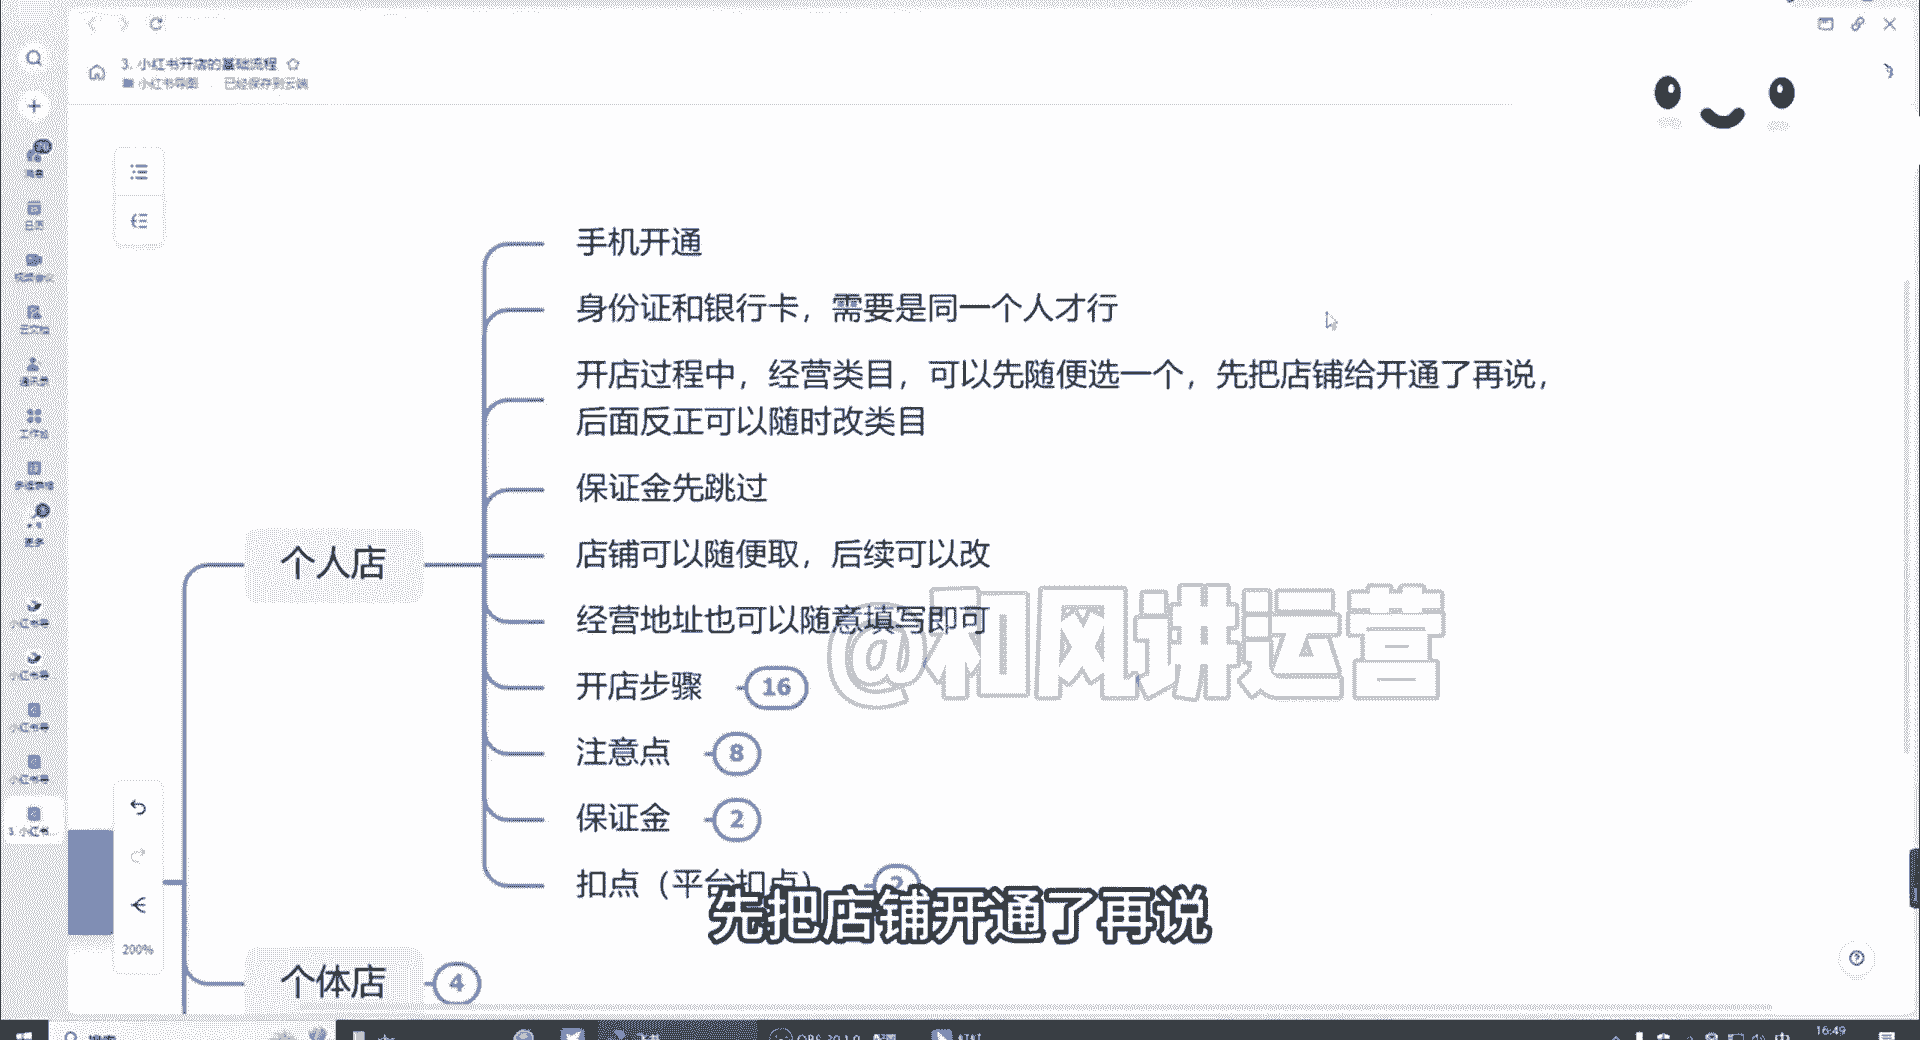 3. 小红书开店的基础流程
小红书导图
已经保存到云端
手机开通
身份证和银行卡，需要是同一个人才行
开店过程中，经营类目，可以先随便选一个，先把店铺给开通了再说，
后面反正可以随时改类目
保证金先跳过
个人店
店铺可以随便取，后续可以改
经营地址也可以随意填写即可
@和风讲运营
开店步骤 16
注意点 8
保证金 2
扣点（平台扣点） 2
先把店铺开通了再说
200%
个体店 4
16:49